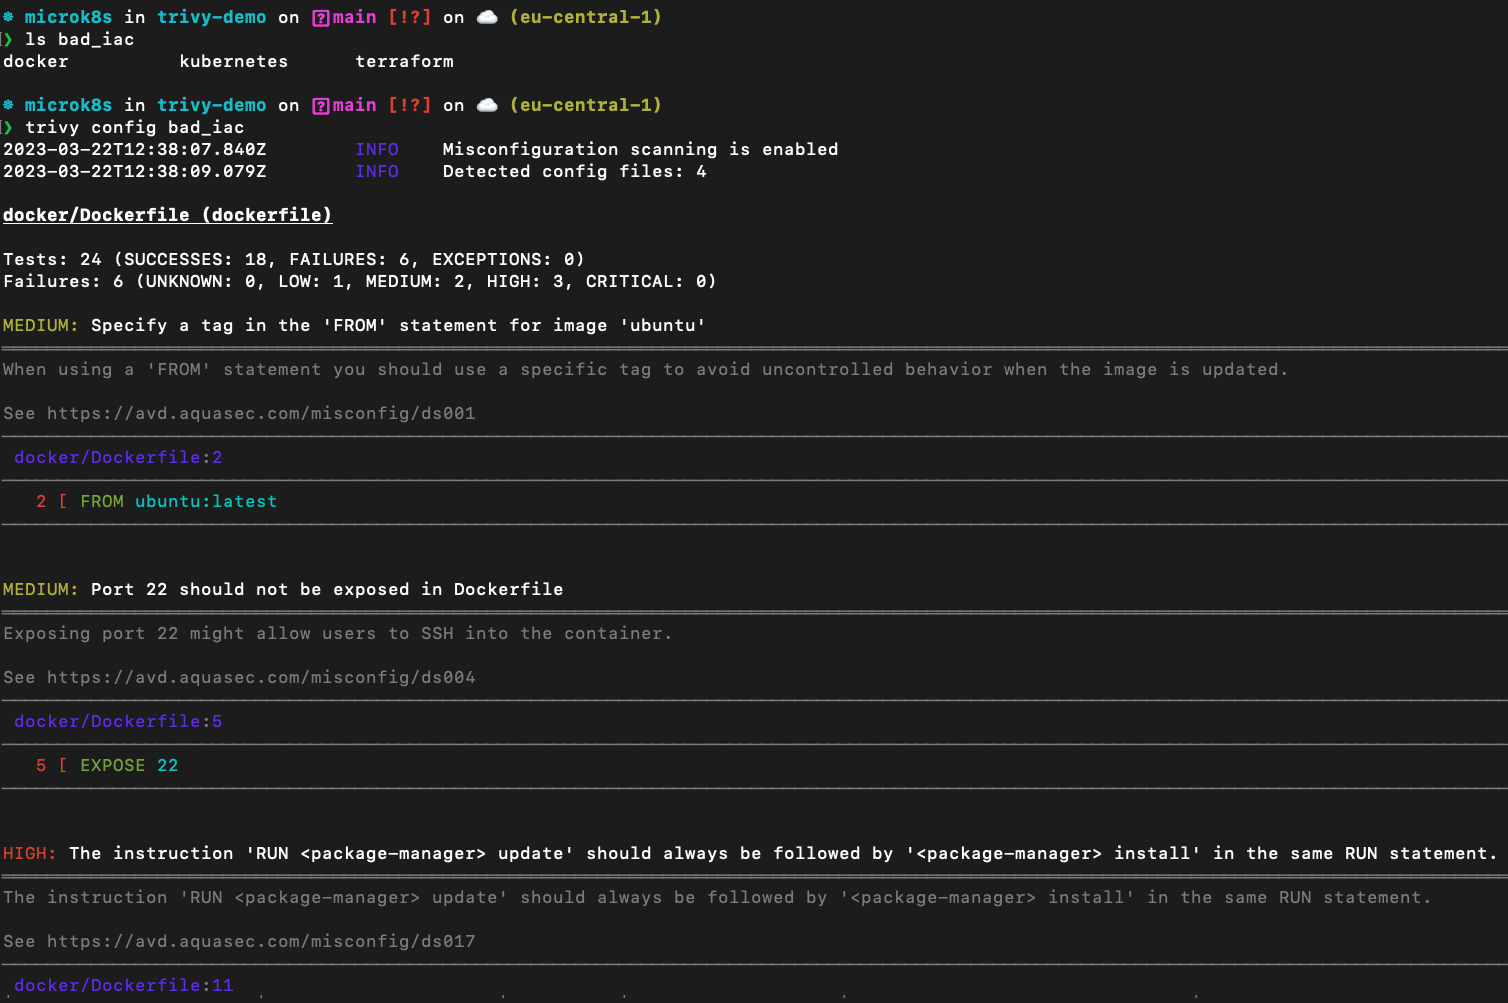 ☸ microk8s in trivy-demo on ?main [!?] on ☁️ (eu-central-1)
❯ ls bad_iac
docker kubernetes terraform
☸ microk8s in trivy-demo on ?main [!?] on ☁️ (eu-central-1)
❯ trivy config bad_iac
2023-03-22T12:38:07.840Z INFO Misconfiguration scanning is enabled
2023-03-22T12:38:09.079Z INFO Detected config files: 4
docker/Dockerfile (dockerfile)
Tests: 24 (SUCCESSES: 18, FAILURES: 6, EXCEPTIONS: 0)
Failures: 6 (UNKNOWN: 0, LOW: 1, MEDIUM: 2, HIGH: 3, CRITICAL: 0)
MEDIUM: Specify a tag in the 'FROM' statement for image 'ubuntu'
When using a 'FROM' statement you should use a specific tag to avoid uncontrolled behavior when the image is updated.
See https://avd.aquasec.com/misconfig/ds001
docker/Dockerfile:2
2 [ FROM ubuntu:latest
MEDIUM: Port 22 should not be exposed in Dockerfile
Exposing port 22 might allow users to SSH into the container.
See https://avd.aquasec.com/misconfig/ds004
docker/Dockerfile:5
5 [ EXPOSE 22
HIGH: The instruction 'RUN <package-manager> update' should always be followed by '<package-manager> install' in the same RUN statement.
The instruction 'RUN <package-manager> update' should always be followed by '<package-manager> install' in the same RUN statement.
See https://avd.aquasec.com/misconfig/ds017
docker/Dockerfile:11